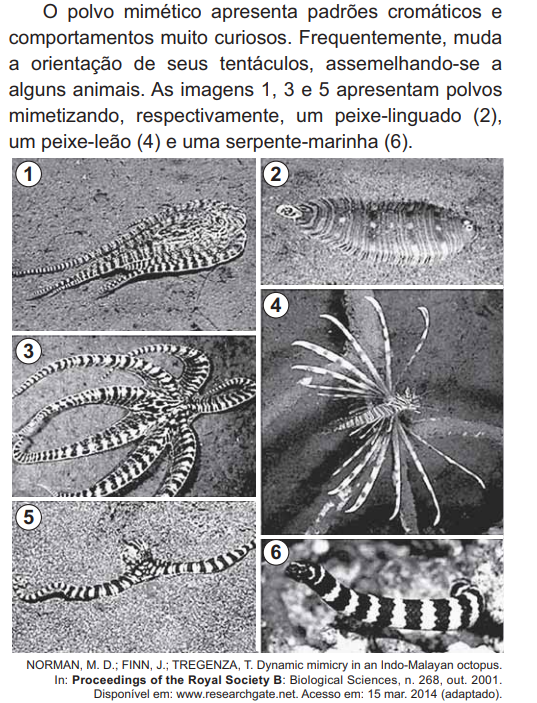 O polvo mimético apresenta padrões cromáticos e
comportamentos muito curiosos. Frequentemente, muda
a orientação de seus tentáculos, assemelhando-se a
alguns animais. As imagens 1, 3 e 5 apresentam polvos
mimetizando, respectivamente, um peixe-linguado (2),
um peixe-leão (4) e uma serpente-marinha (6).
1
2
3
4
5
6
NORMAN, M. D.; FINN, J.; TREGENZA, T. Dynamic mimicry in an Indo-Malayan octopus.
In: Proceedings of the Royal Society B: Biological Sciences, n. 268, out. 2001.
Disponível em: www.researchgate.net. Acesso em: 15 mar. 2014 (adaptado).